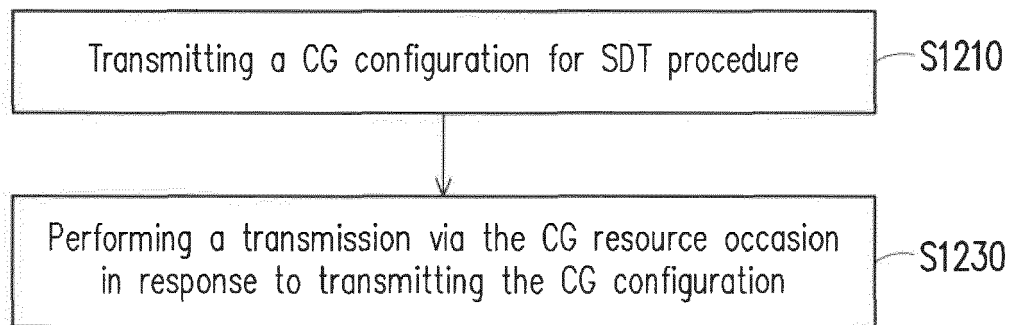 Transmitting a CG configuration for SDT procedure
S1210
Performing a transmission via the CG resource occasion
in response to transmitting the CG configuration
S1230